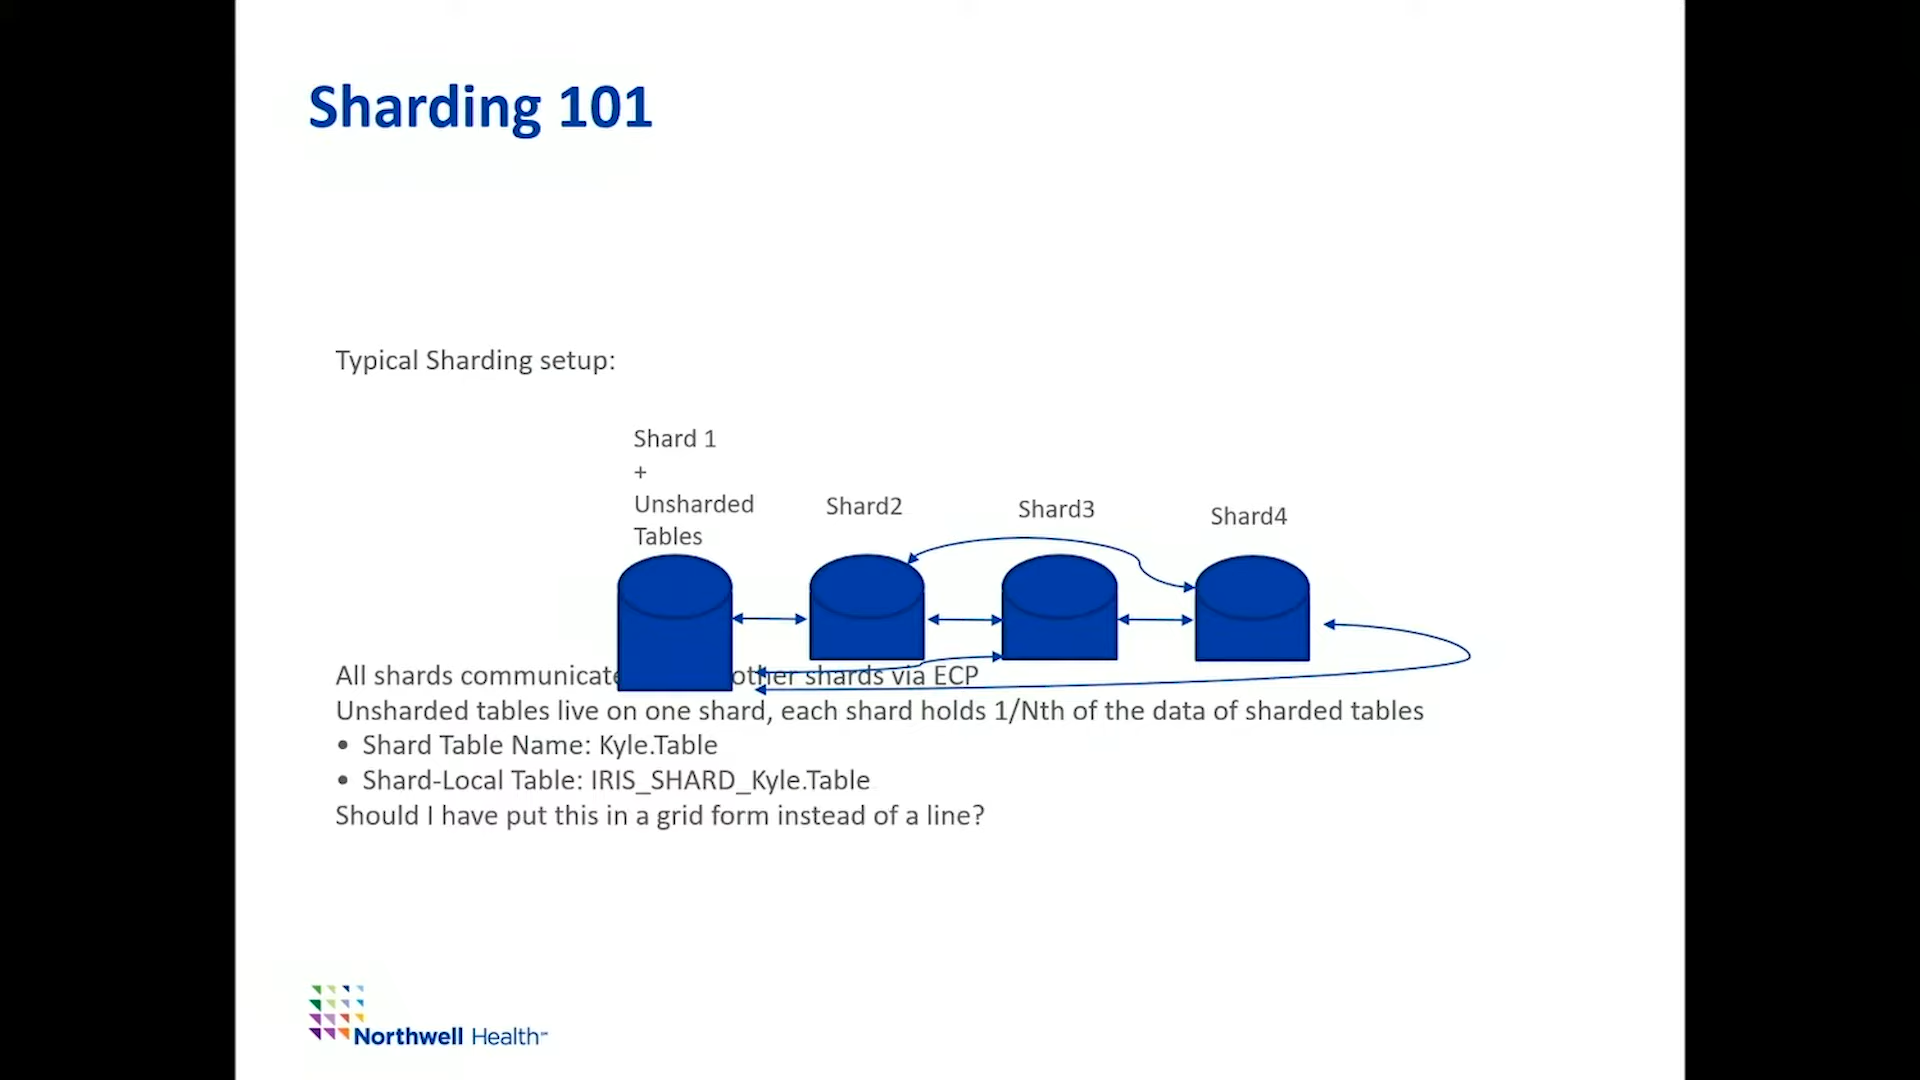 Sharding 101
Typical Sharding setup:
Shard 1
+
Unsharded
Tables
Shard2
Shard3
Shard4
All shards communicate other shards via ECP
Unsharded tables live on one shard, each shard holds 1/Nth of the data of sharded tables
• Shard Table Name: Kyle.Table
• Shard-Local Table: IRIS_SHARD_Kyle.Table
Should I have put this in a grid form instead of a line?
Northwell Health